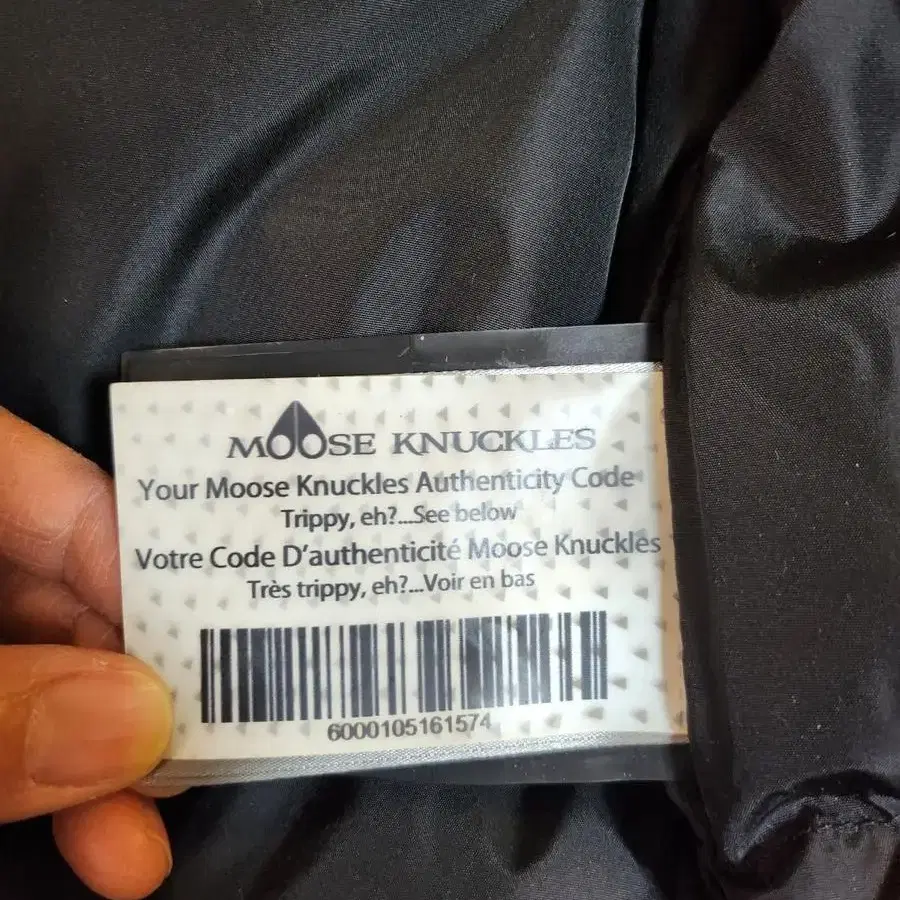 MOOSE KNUCKLES
Your Moose Knuckles Authenticity Code
Trippy, eh?...See below
Votre Code D'authenticité Moose Knuckles
Très trippy, eh?...Voir en bas
6000105161574